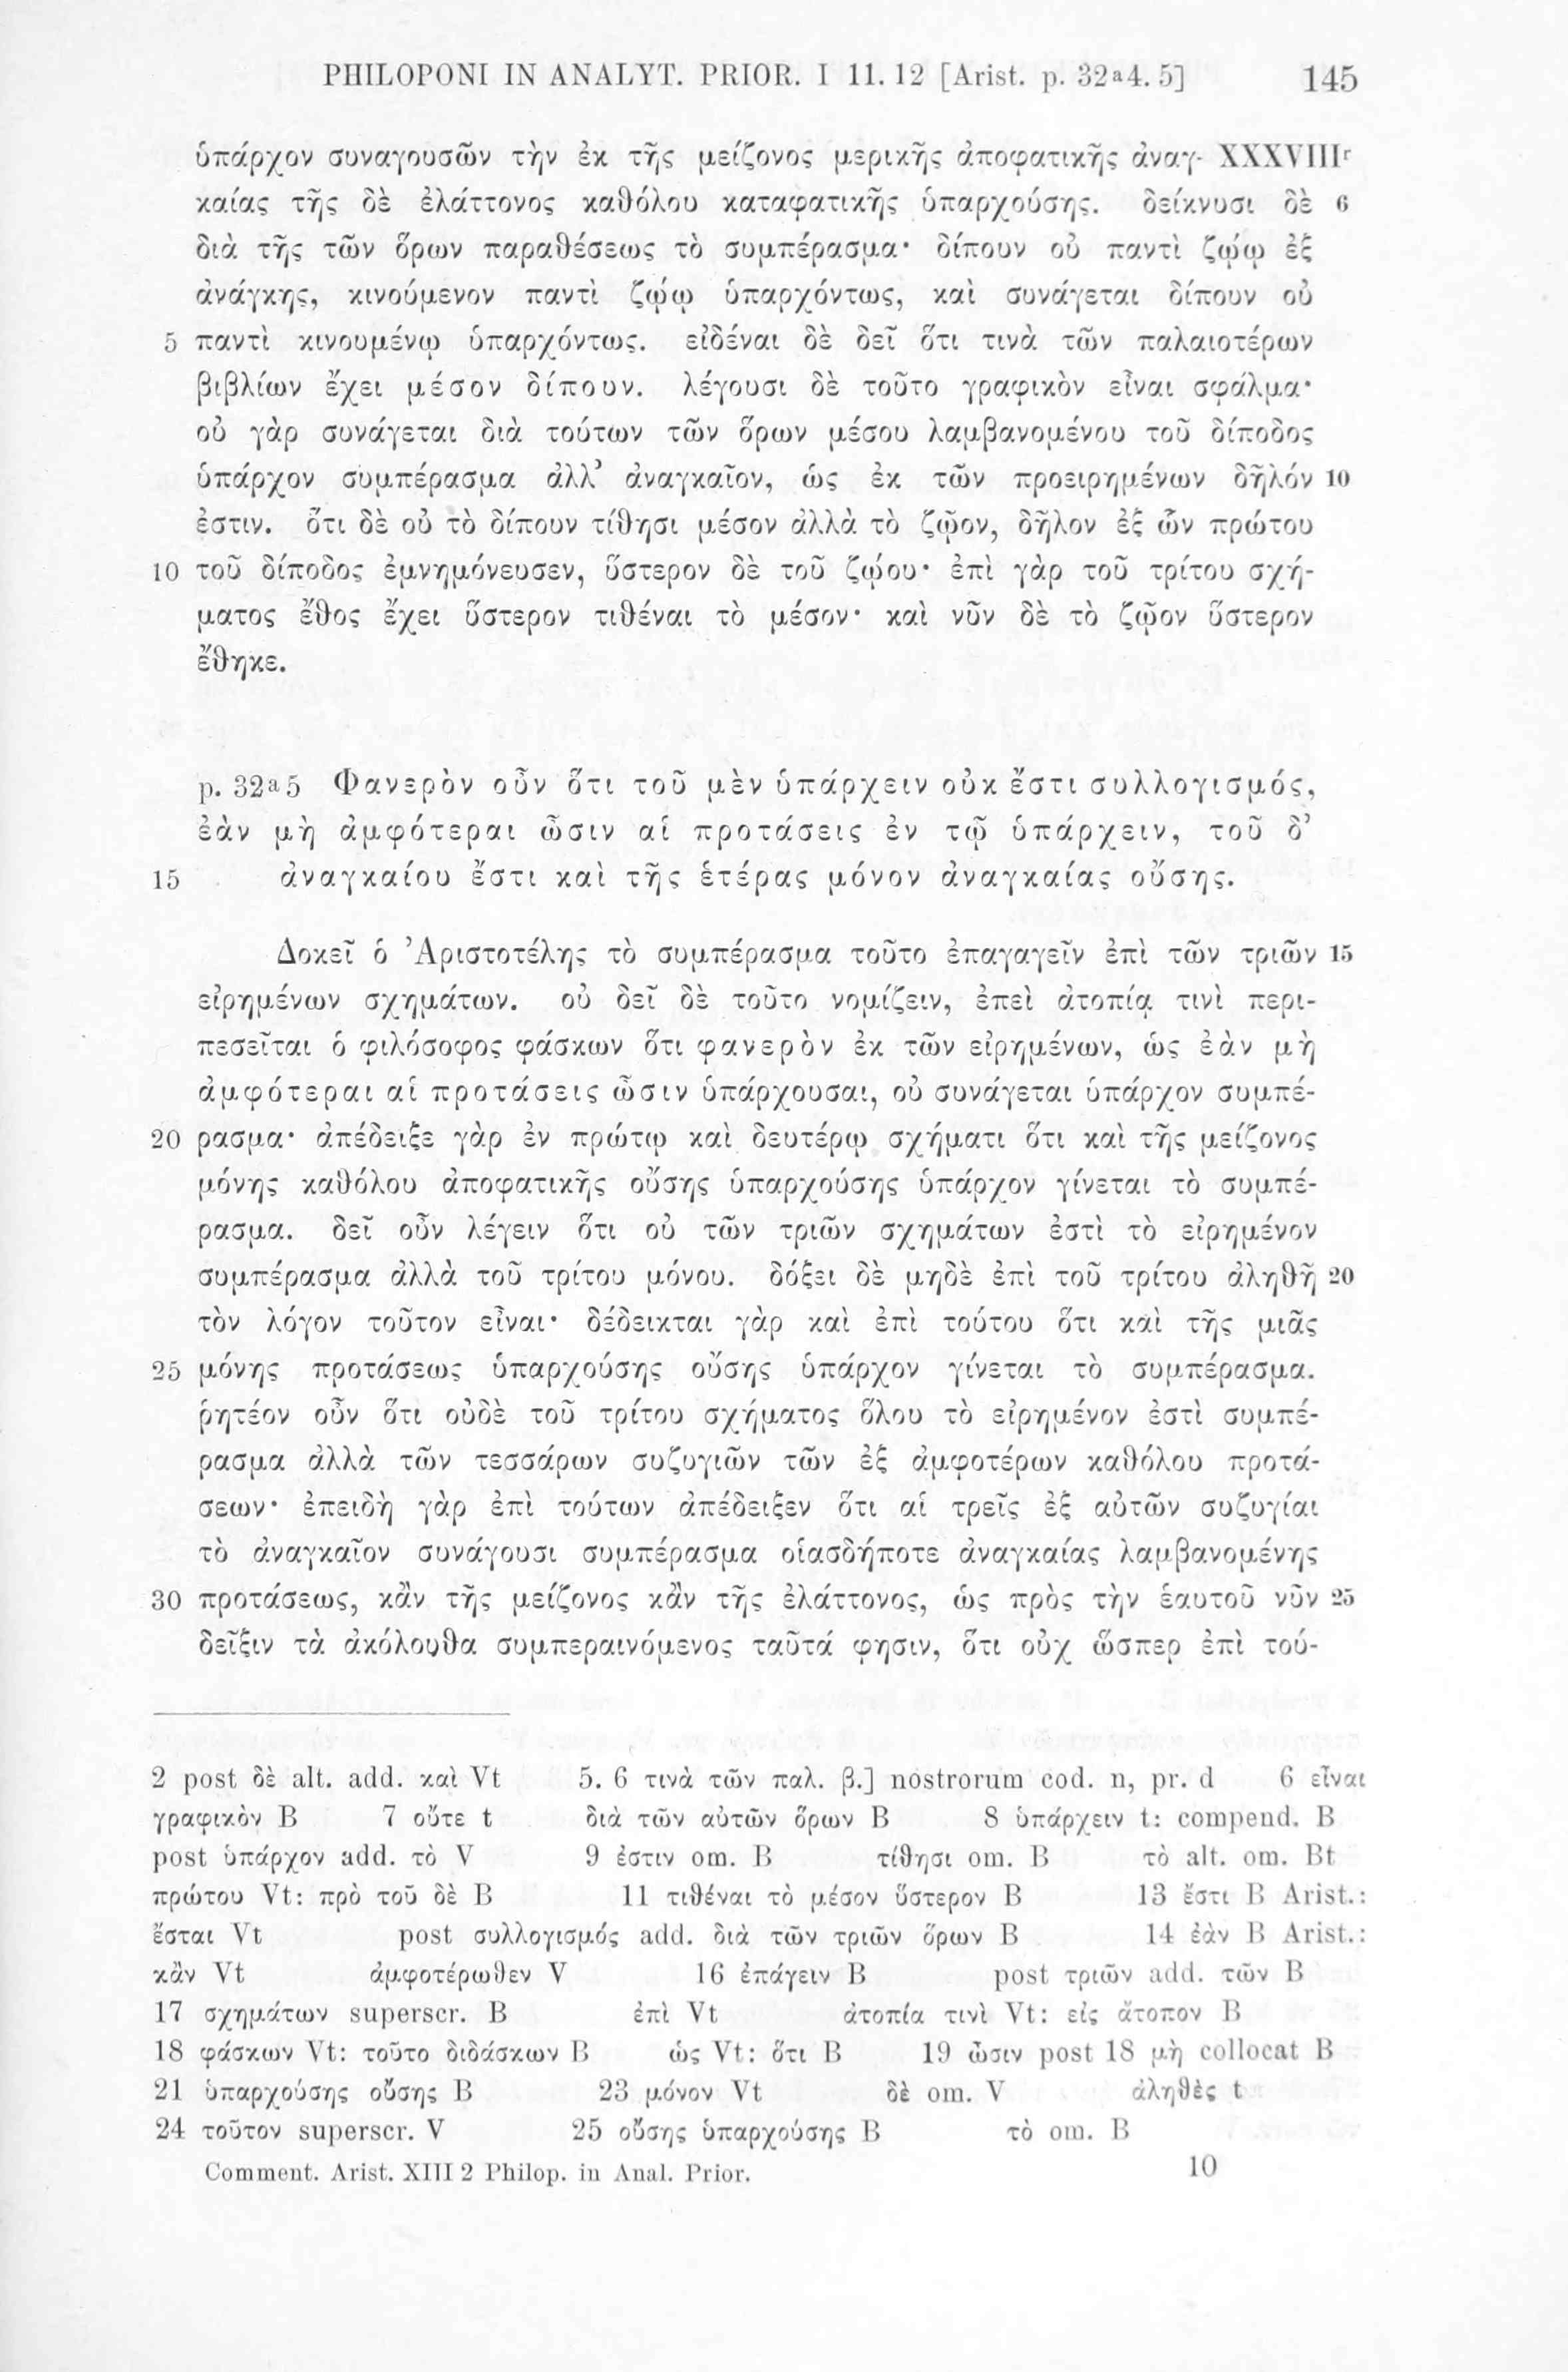 PHILOPONI IN ANALYT. PRIOR. I 11. 12 [Arist. p. 32a4. 5] 145
ὑπάρχον συναγουσῶν τὴν ἐκ τῆς μείζονος μερικῆς ἀποφατικῆς ἀναγ- XXXVIIIr
καίας τῆς δὲ ἐλάττονος καθόλου καταφατικῆς ὑπαρχούσης. δείκνυσι δὲ 6
διὰ τῆς τῶν ὅρων παραθέσεως τὸ συμπέρασμα· δίπουν οὐ παντὶ ζῴῳ ἐξ
ἀνάγκης, κινούμενον παντὶ ζῴῳ ὑπαρχόντως, καὶ συνάγεται δίπουν οὐ
5 παντὶ κινουμένῳ ὑπαρχόντως. εἰδέναι δὲ δεῖ ὅτι τινὰ τῶν παλαιοτέρων
βιβλίων ἔχει μέσον δίπουν. λέγουσι δὲ τοῦτο γραφικὸν εἶναι σφάλμα·
οὐ γὰρ συνάγεται διὰ τούτων τῶν ὅρων μέσου λαμβανομένου τοῦ δίποδος
ὑπάρχον συμπέρασμα ἀλλ’ ἀναγκαῖον, ὡς ἐκ τῶν προειρημένων δῆλόν 10
ἐστιν. ὅτι δὲ οὐ τὸ δίπουν τίθησι μέσον ἀλλὰ τὸ ζῷον, δῆλον ἐξ ὧν πρώτου
10 τοῦ δίποδος ἐμνημόνευσεν, ὕστερον δὲ τοῦ ζῴου· ἐπὶ γὰρ τοῦ τρίτου σχή-
ματος ἔθος ἔχει ὕστερον τιθέναι τὸ μέσον· καὶ νῦν δὲ τὸ ζῷον ὕστερον
ἔθηκε.
p. 32a5 Φανερὸν οὖν ὅτι τοῦ μὲν ὑπάρχειν οὐκ ἔστι συλλογισμός,
ἐὰν μὴ ἀμφότεραι ὦσιν αἱ προτάσεις ἐν τῷ ὑπάρχειν, τοῦ δ’
15 ἀναγκαίου ἔστι καὶ τῆς ἑτέρας μόνον ἀναγκαίας οὔσης.
Δοκεῖ ὁ Ἀριστοτέλης τὸ συμπέρασμα τοῦτο ἐπαγαγεῖν ἐπὶ τῶν τριῶν 15
εἰρημένων σχημάτων. οὐ δεῖ δὲ τοῦτο νομίζειν, ἐπεὶ ἀτοπίᾳ τινὶ περι-
πεσεῖται ὁ φιλόσοφος φάσκων ὅτι φανερὸν ἐκ τῶν εἰρημένων, ὡς ἐὰν μὴ
ἀμφότεραι αἱ προτάσεις ὦσιν ὑπάρχουσαι, οὐ συνάγεται ὑπάρχον συμπέ-
20 ρασμα· ἀπέδειξε γὰρ ἐν πρώτῳ καὶ δευτέρῳ σχήματι ὅτι καὶ τῆς μείζονος
μόνης καθόλου ἀποφατικῆς οὔσης ὑπαρχούσης ὑπάρχον γίνεται τὸ συμπέ-
ρασμα. δεῖ οὖν λέγειν ὅτι οὐ τῶν τριῶν σχημάτων ἐστὶ τὸ εἰρημένον
συμπέρασμα ἀλλὰ τοῦ τρίτου μόνου. δόξει δὲ μηδὲ ἐπὶ τοῦ τρίτου ἀληθῆ 20
τὸν λόγον τοῦτον εἶναι· δέδεικται γὰρ καὶ ἐπὶ τούτου ὅτι καὶ τῆς μιᾶς
25 μόνης προτάσεως ὑπαρχούσης οὔσης ὑπάρχον γίνεται τὸ συμπέρασμα.
ῥητέον οὖν ὅτι οὐδὲ τοῦ τρίτου σχήματος ὅλου τὸ εἰρημένον ἐστὶ συμπέ-
ρασμα ἀλλὰ τῶν τεσσάρων συζυγιῶν τῶν ἐξ ἀμφοτέρων καθόλου προτά-
σεων· ἐπειδὴ γὰρ ἐπὶ τούτων ἀπέδειξεν ὅτι αἱ τρεῖς ἐξ αὐτῶν συζυγίαι
τὸ ἀναγκαῖον συνάγουσι συμπέρασμα οἱασδήποτε ἀναγκαίας λαμβανομένης
30 προτάσεως, κἂν τῆς μείζονος κἂν τῆς ἐλάττονος, ὡς πρὸς τὴν ἑαυτοῦ νῦν 25
δεῖξιν τὰ ἀκόλουθα συμπεραινόμενος ταῦτά φησιν, ὅτι οὐχ ὥσπερ ἐπὶ τού-
2 post δὲ alt. add. καὶ Vt 5. 6 τινὰ τῶν παλ. β.] nostrorum cod. n, pr. d 6 εἶναι
γραφικὸν B 7 οὔτε t διὰ τῶν αὐτῶν ὅρων B 8 ὑπάρχειν t: compend. B
post ὑπάρχον add. τὸ V 9 ἐστιν om. B τίθησι om. B τὸ alt. om. Bt
πρώτου Vt: πρὸ τοῦ δὲ B 11 τιθέναι τὸ μέσον ὕστερον B 13 ἔστι B Arist.:
ἔσται Vt post συλλογισμός add. διὰ τῶν τριῶν ὅρων B 14 ἐὰν B Arist.:
κἂν Vt ἀμφοτέρωθεν V 16 ἐπάγειν B post τριῶν add. τῶν B
17 σχημάτων superscr. B ἐπὶ Vt ἀτοπία τινὶ Vt: εἰς ἄτοπον B
18 φάσκων Vt: τοῦτο διδάσκων B ὡς Vt: ὅτι B 19 ὦσιν post 18 μὴ collocat B
21 ὑπαρχούσης οὔσης B 23 μόνον Vt δὲ om. V ἀληθὲς t
24 τοῦτον superscr. V 25 οὔσης ὑπαρχούσης B τὸ om. B
Comment. Arist. XIII 2 Philop. in Anal. Prior. 10